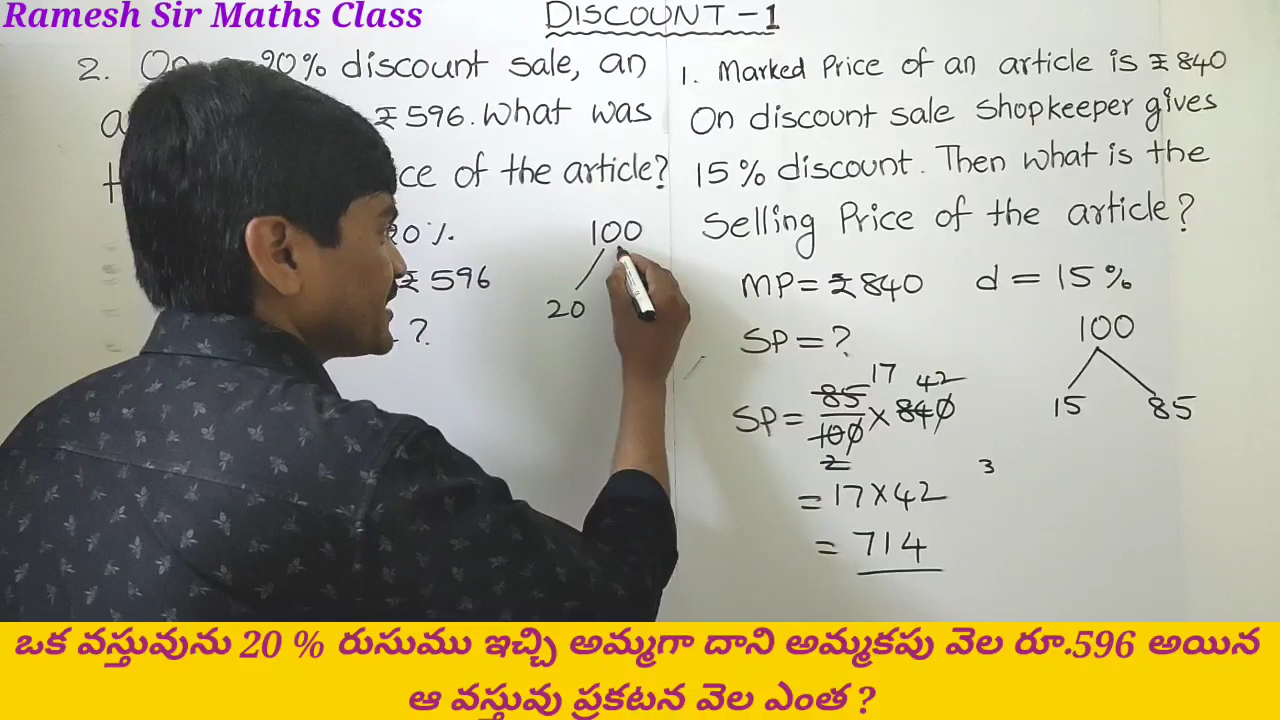 Ramesh Sir Maths Class
DISCOUNT-1
2. On 20% discount sale, an
₹596. What was
ce of the article?
20%
₹596
?
100
20
1. Marked Price of an article is ₹840
On discount sale Shopkeeper gives
15% discount. Then what is the
Selling Price of the article?
MP = ₹840 d = 15%
SP = ?
100
15 85
17 42
SP = 85/100 × 840
2
3
= 17×42
= 714
ఒక వస్తువును 20 % రుసుము ఇచ్చి అమ్మగా దాని అమ్మకపు వెల రూ.596 అయిన
ఆ వస్తువు ప్రకటన వెల ఎంత ?